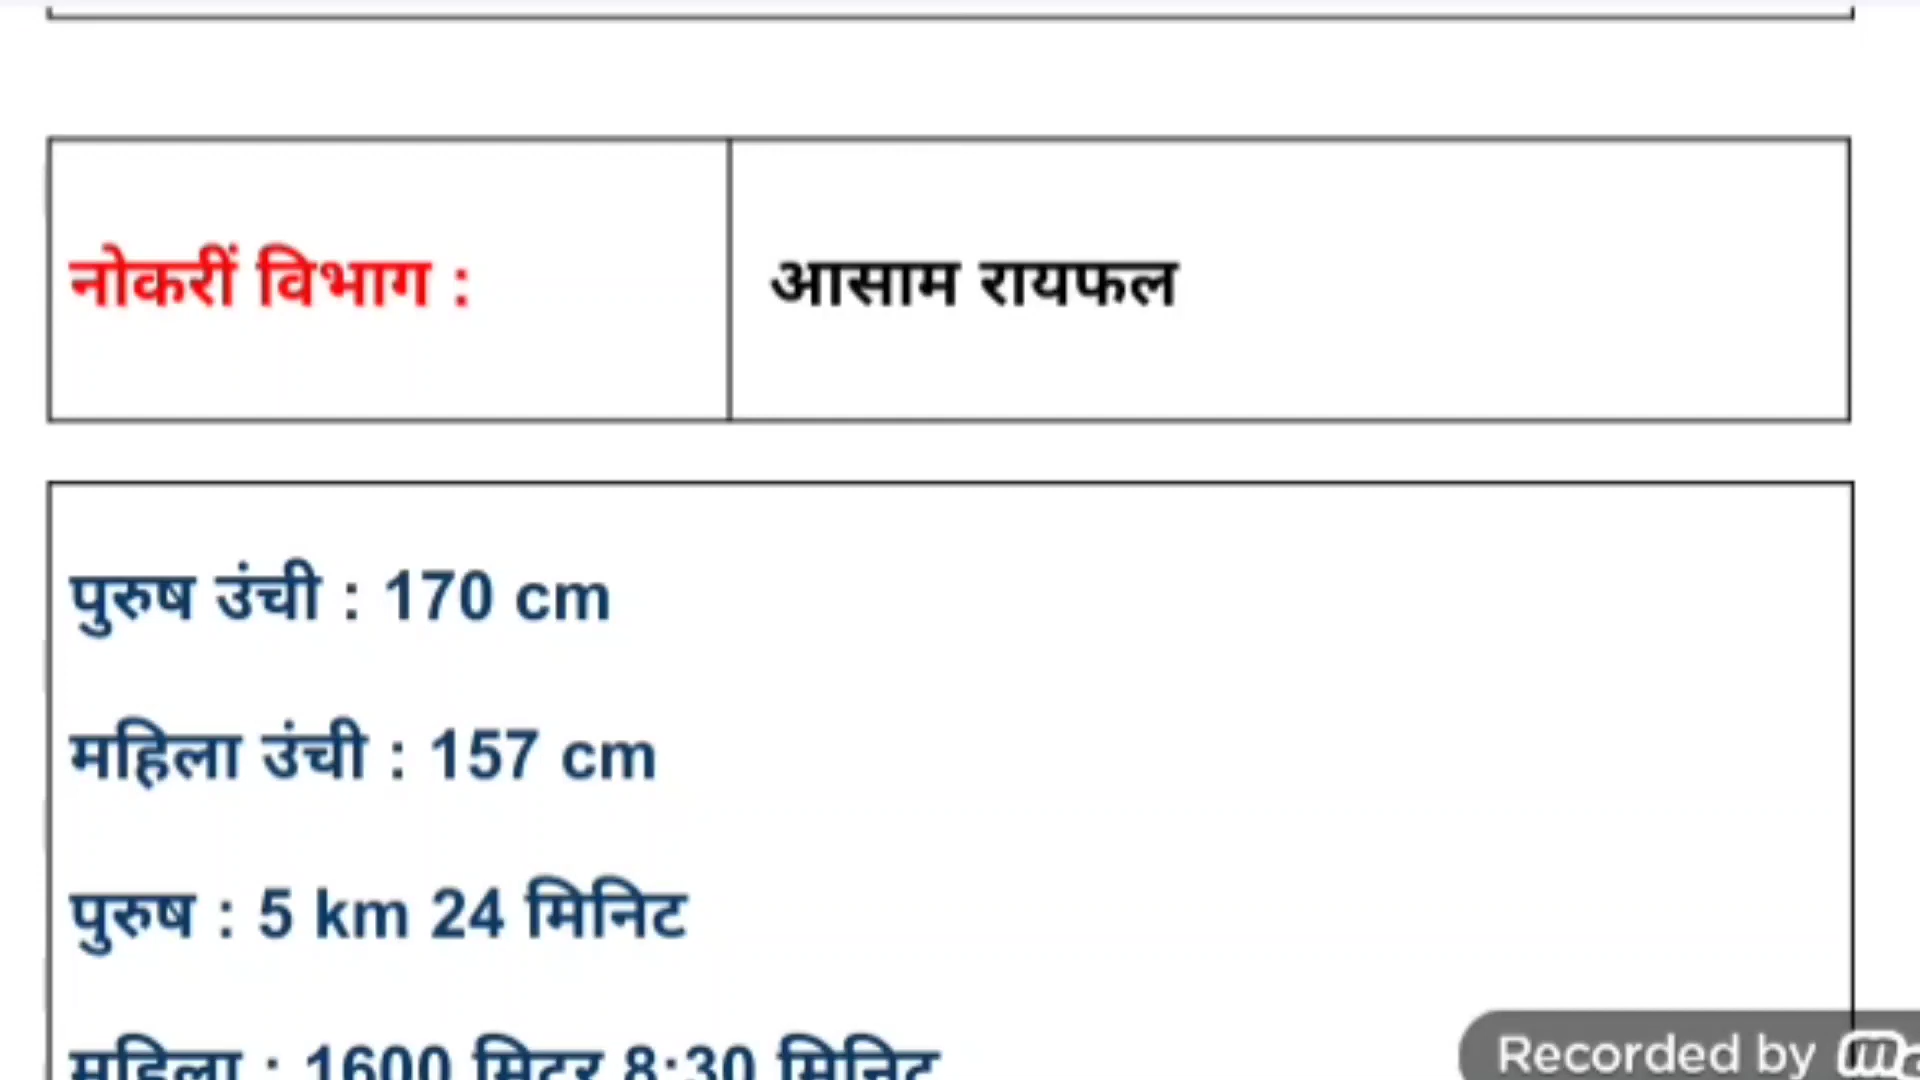 नोकरीं विभाग :
आसाम रायफल
पुरुष उंची : 170 cm
महिला उंची : 157 cm
पुरुष : 5 km 24 मिनिट
महिला : 1600 मिटर 8:30 मिनिट
Recorded by